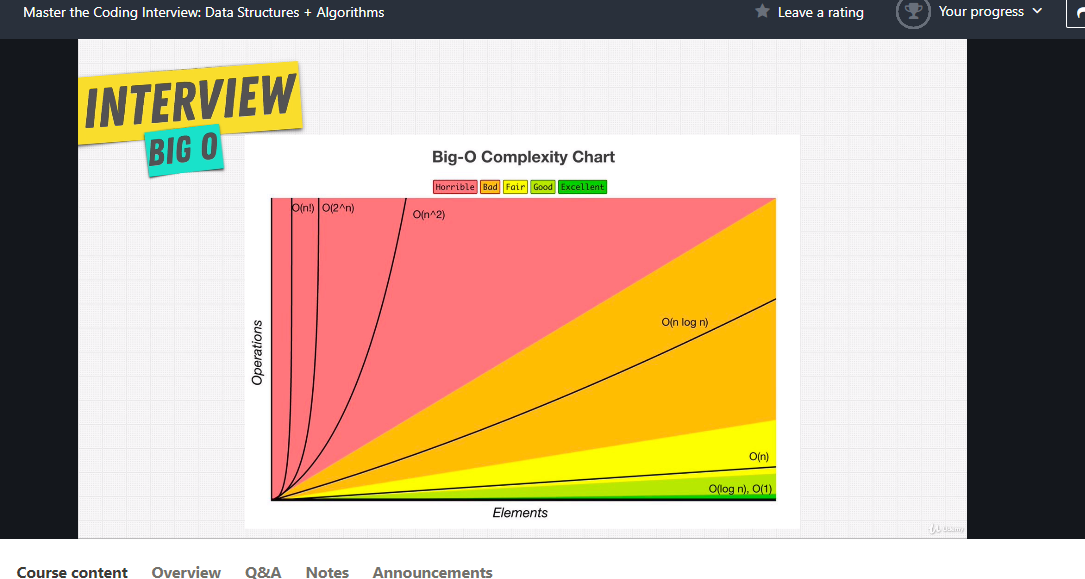 Master the Coding Interview: Data Structures + Algorithms
Leave a rating
Your progress
INTERVIEW
BIG O
Big-O Complexity Chart
Horrible Bad Fair Good Excellent
O(n!) O(2^n)
O(n^2)
O(n log n)
O(n)
O(log n), O(1)
Operations
Elements
Udemy
Course content Overview Q&A Notes Announcements